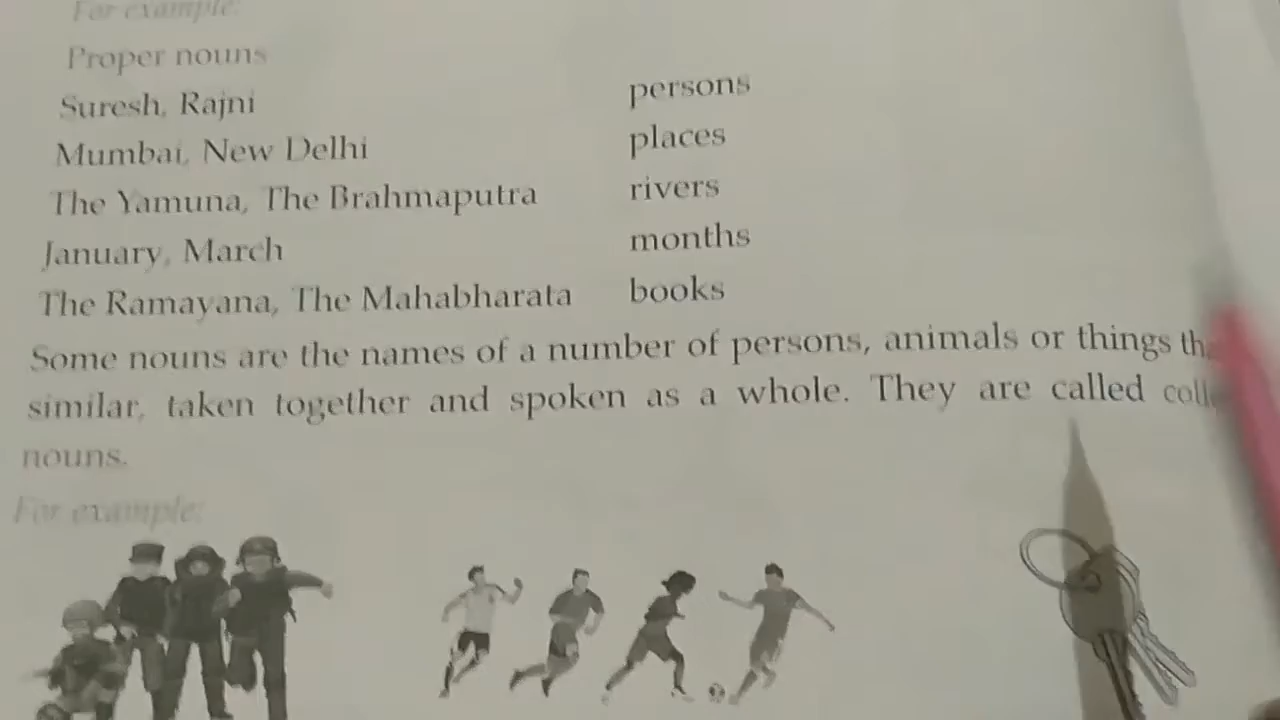 For example:
Proper nouns
Suresh, Rajni persons
Mumbai, New Delhi places
The Yamuna, The Brahmaputra rivers
January, March months
The Ramayana, The Mahabharata books
Some nouns are the names of a number of persons, animals or things
similar, taken together and spoken as a whole. They are called
nouns.
For example: